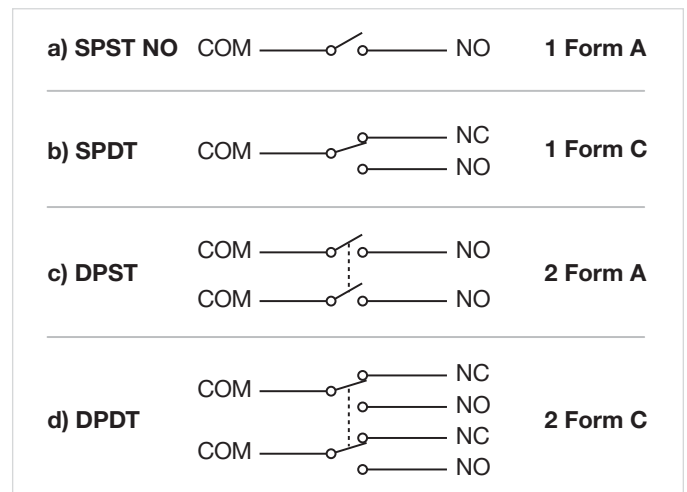 a) SPST NO COM NO 1 Form A
NC
b) SPDT COM 1 Form C
NO
COM NO
c) DPST 2 Form A
COM NO
NC
COM
NO
d) DPDT 2 Form C
NC
COM
NO